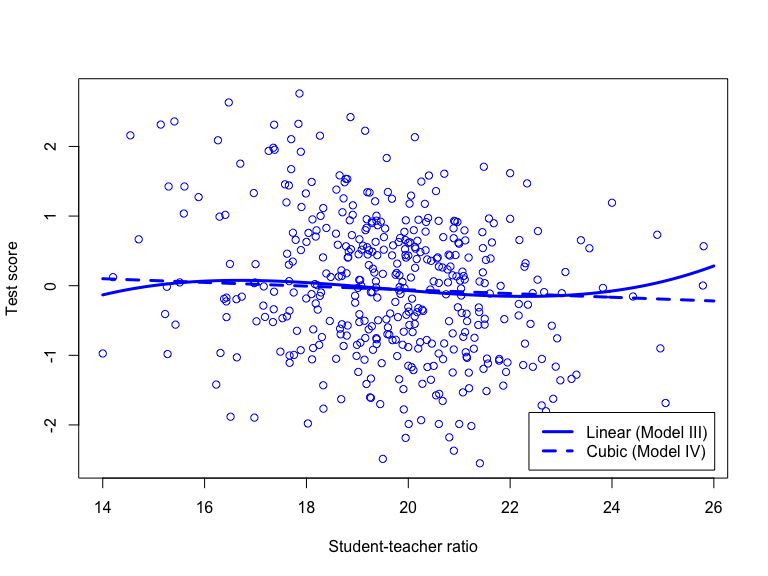 2
1
0
-1
-2
Test score
Linear (Model III)
Cubic (Model IV)
14 16 18 20 22 24 26
Student-teacher ratio